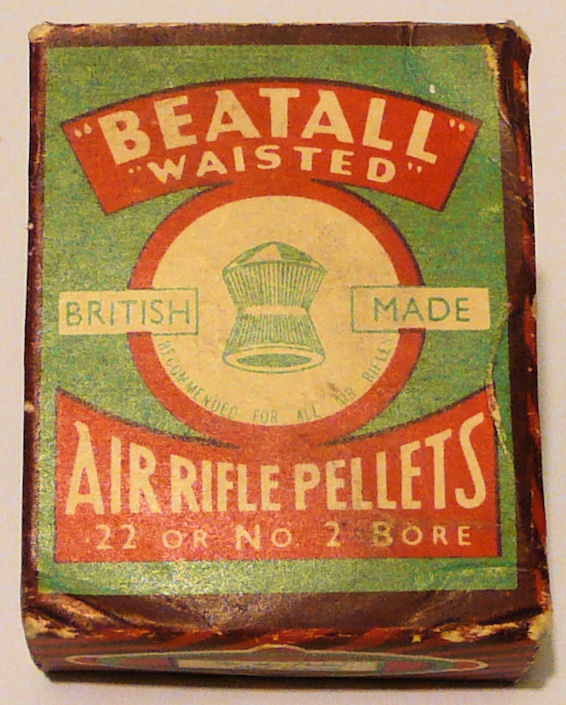 "BEATALL"
"WAISTED"
BRITISH MADE
RECOMMENDED FOR ALL AIR RIFLES
AIR RIFLE PELLETS
·22 OR No. 2 BORE